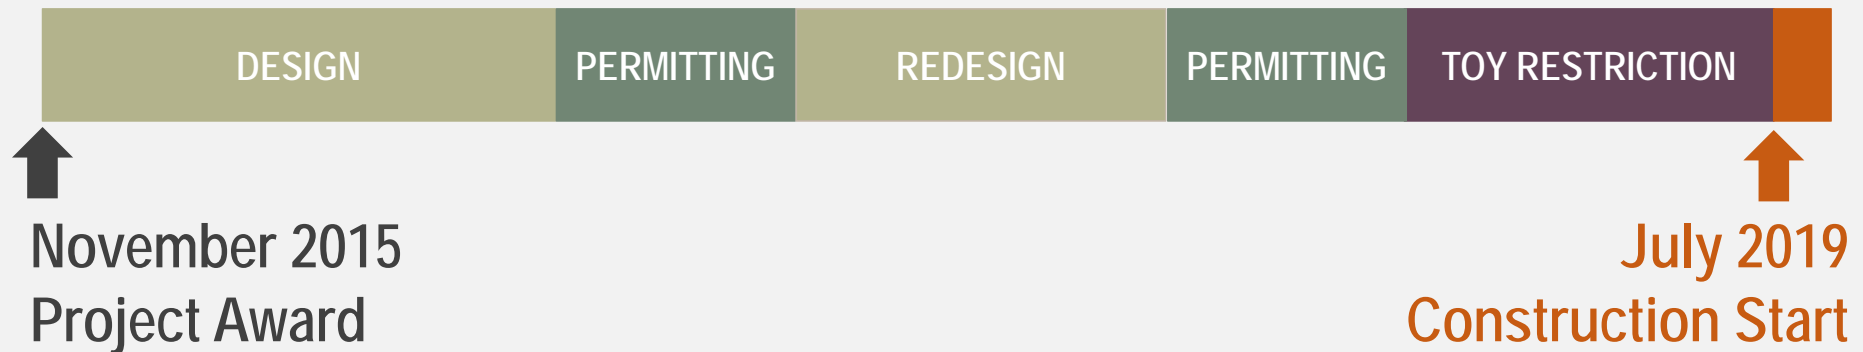 DESIGN PERMITTING REDESIGN PERMITTING TOY RESTRICTION
November 2015
Project Award
July 2019
Construction Start